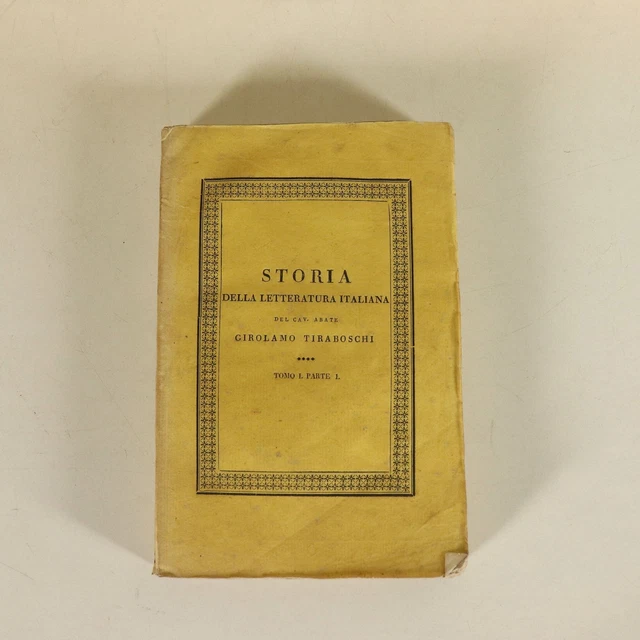 STORIA
DELLA LETTERATURA ITALIANA
DEL CAV. ABATE
GIROLAMO TIRABOSCHI
TOMO I. PARTE I.